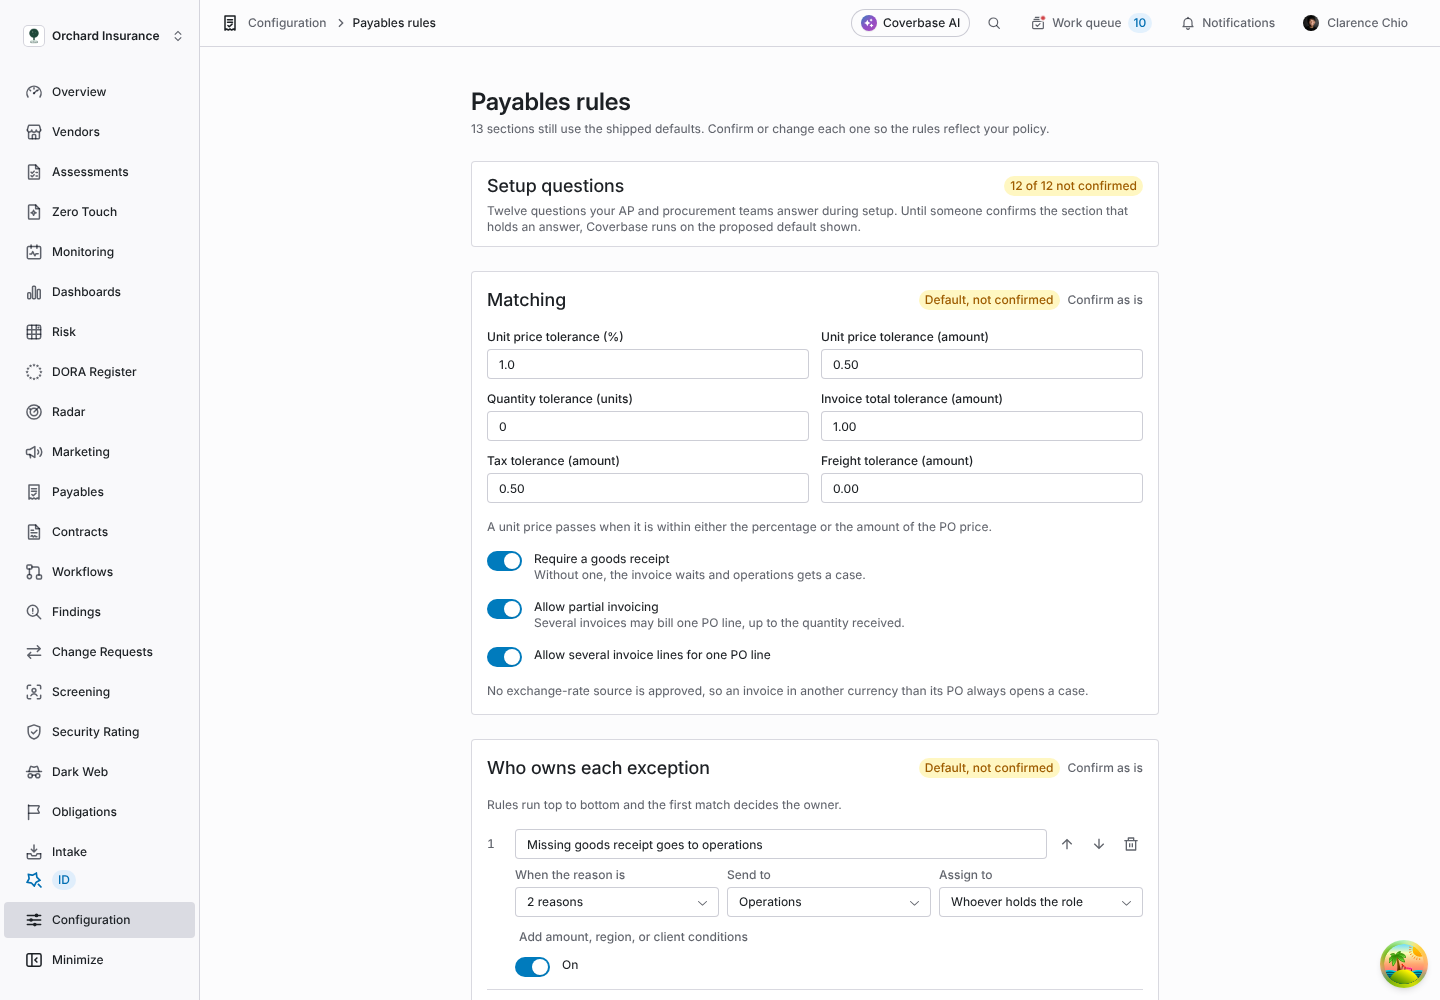 Orchard Insurance
Overview
Vendors
Assessments
Zero Touch
Monitoring
Dashboards
Risk
DORA Register
Radar
Marketing
Payables
Contracts
Workflows
Findings
Change Requests
Screening
Security Rating
Dark Web
Obligations
Intake
ID
Configuration
Minimize
Configuration > Payables rules
Coverbase AI
Work queue 10
Notifications
Clarence Chio
Payables rules
13 sections still use the shipped defaults. Confirm or change each one so the rules reflect your policy.
Setup questions
12 of 12 not confirmed
Twelve questions your AP and procurement teams answer during setup. Until someone confirms the section that
holds an answer, Coverbase runs on the proposed default shown.
Matching
Default, not confirmed Confirm as is
Unit price tolerance (%)
1.0
Unit price tolerance (amount)
0.50
Quantity tolerance (units)
0
Invoice total tolerance (amount)
1.00
Tax tolerance (amount)
0.50
Freight tolerance (amount)
0.00
A unit price passes when it is within either the percentage or the amount of the PO price.
Require a goods receipt
Without one, the invoice waits and operations gets a case.
Allow partial invoicing
Several invoices may bill one PO line, up to the quantity received.
Allow several invoice lines for one PO line
No exchange-rate source is approved, so an invoice in another currency than its PO always opens a case.
Who owns each exception
Default, not confirmed Confirm as is
Rules run top to bottom and the first match decides the owner.
1 Missing goods receipt goes to operations
When the reason is
2 reasons
Send to
Operations
Assign to
Whoever holds the role
Add amount, region, or client conditions
On